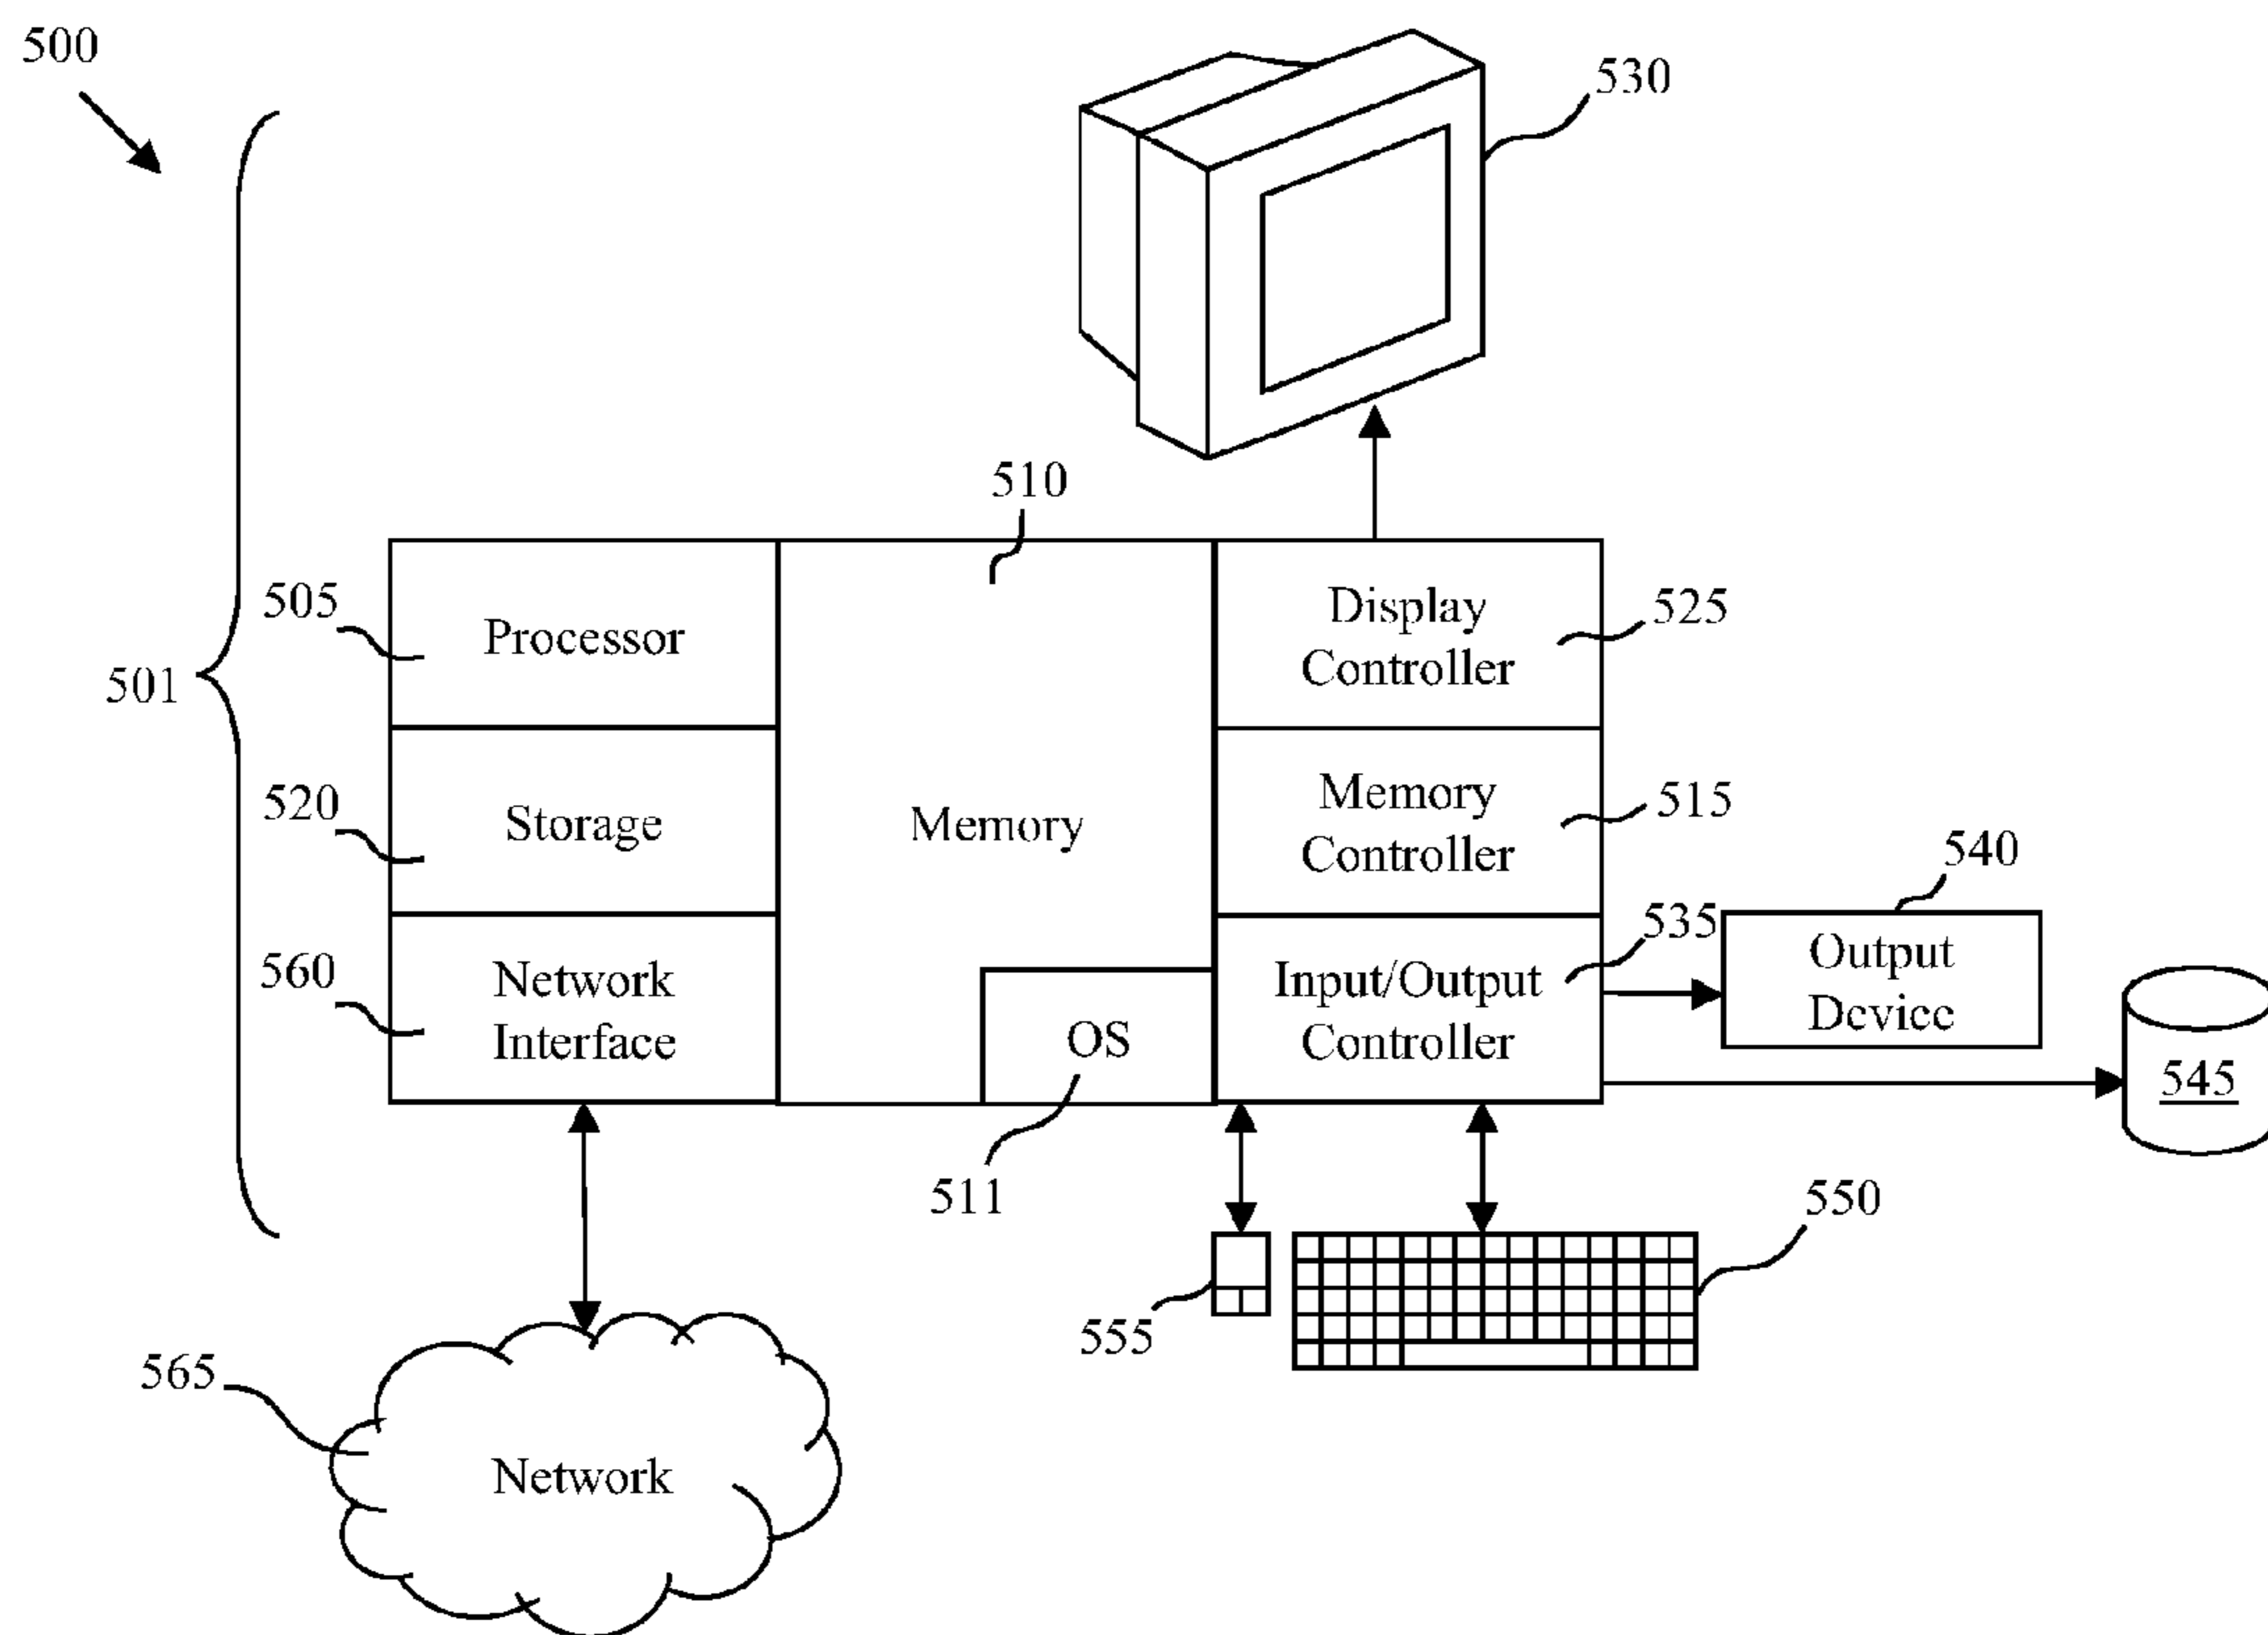 500
530
510
505
Processor
Display
Controller
525
501
520
Storage
Memory
Memory
Controller
515
540
535
Output
Device
560
Network
Interface
OS
Input/Output
Controller
545
511
550
555
565
Network